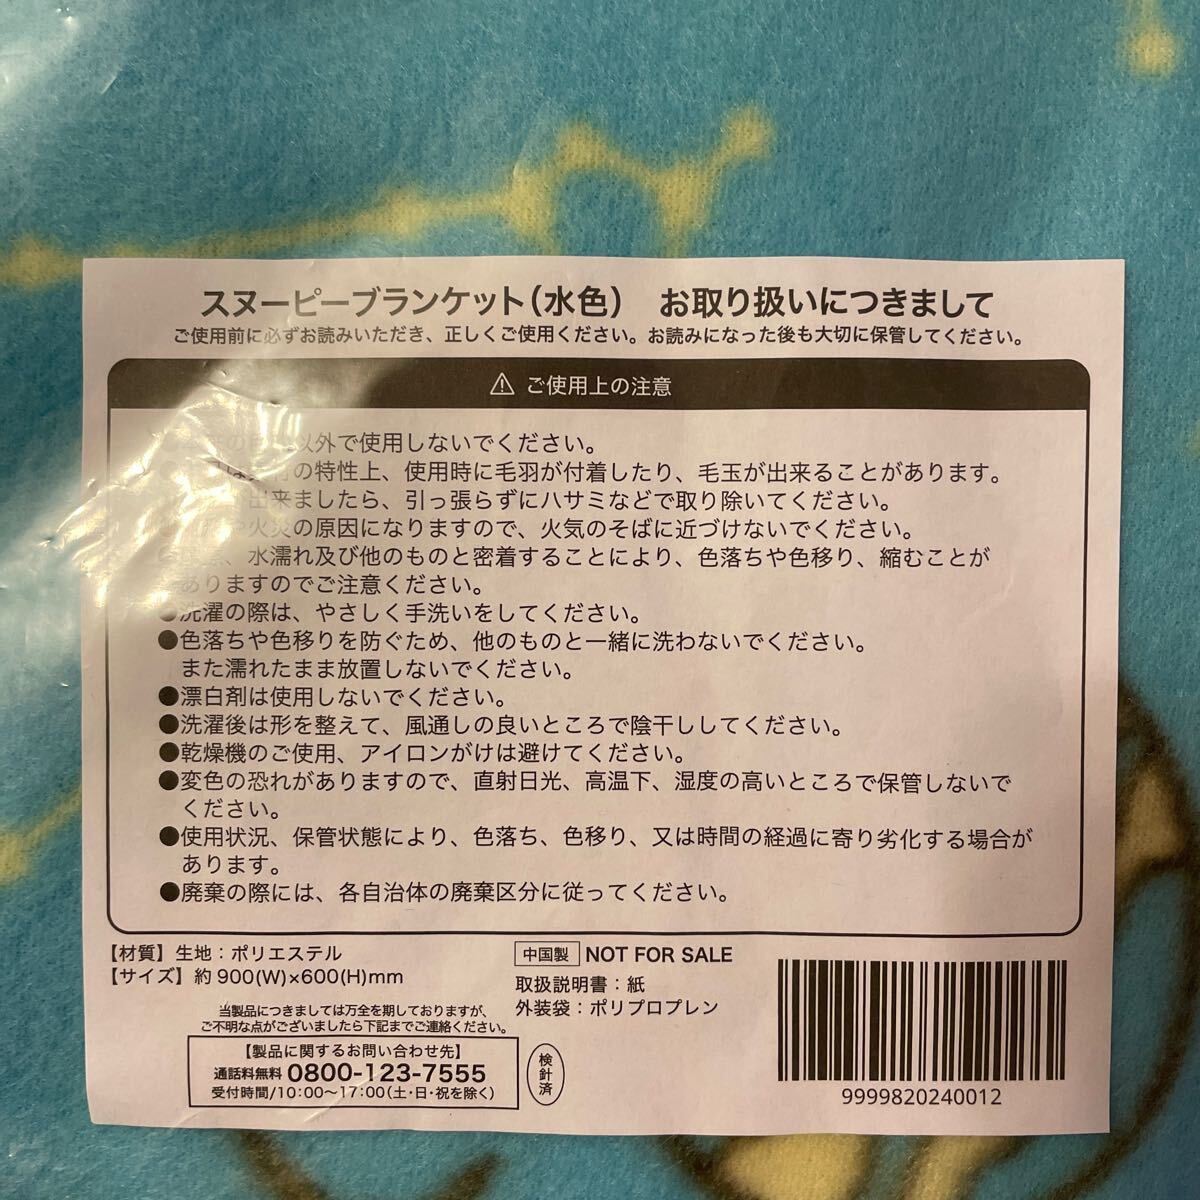 スヌーピーブランケット（水色）　お取り扱いにつきまして
ご使用前に必ずお読みいただき、正しくご使用ください。お読みになった後も大切に保管してください。
⚠ ご使用上の注意
以外で使用しないでください。
の特性上、使用時に毛羽が付着したり、毛玉が出来ることがあります。
出来ましたら、引っ張らずにハサミなどで取り除いてください。
や火災の原因になりますので、火気のそばに近づけないでください。
、水濡れ及び他のものと密着することにより、色落ちや色移り、縮むことが
ありますのでご注意ください。
●洗濯の際は、やさしく手洗いをしてください。
●色落ちや色移りを防ぐため、他のものと一緒に洗わないでください。
また濡れたまま放置しないでください。
●漂白剤は使用しないでください。
●洗濯後は形を整えて、風通しの良いところで陰干ししてください。
●乾燥機のご使用、アイロンがけは避けてください。
●変色の恐れがありますので、直射日光、高温下、湿度の高いところで保管しないで
ください。
●使用状況、保管状態により、色落ち、色移り、又は時間の経過に寄り劣化する場合が
あります。
●廃棄の際には、各自治体の廃棄区分に従ってください。
【材質】生地：ポリエステル
【サイズ】約900(W)×600(H)mm
当製品につきましては万全を期しておりますが、
ご不明な点がございましたら下記までご連絡ください。
【製品に関するお問い合わせ先】
通話料無料 0800-123-7555
受付時間/10:00〜17:00（土・日・祝を除く）
中国製 NOT FOR SALE
取扱説明書：紙
外装袋：ポリプロプレン
検針済
9999820240012